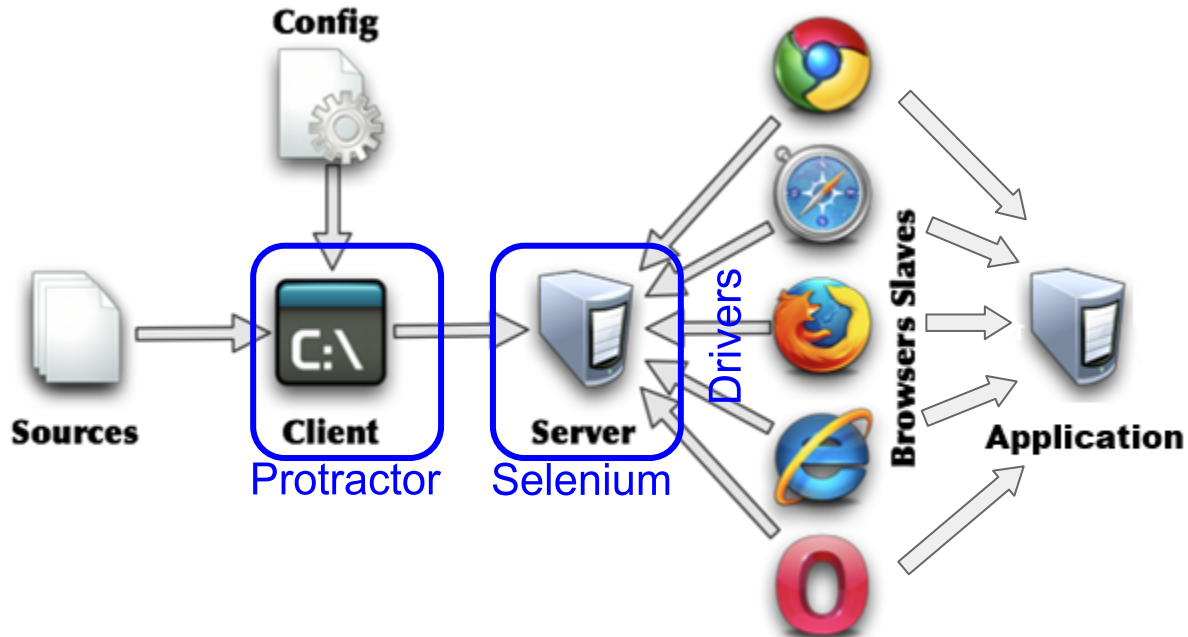 Config
C:\
Sources
Client
Server
Protractor
Selenium
Drivers
Browsers Slaves
Application